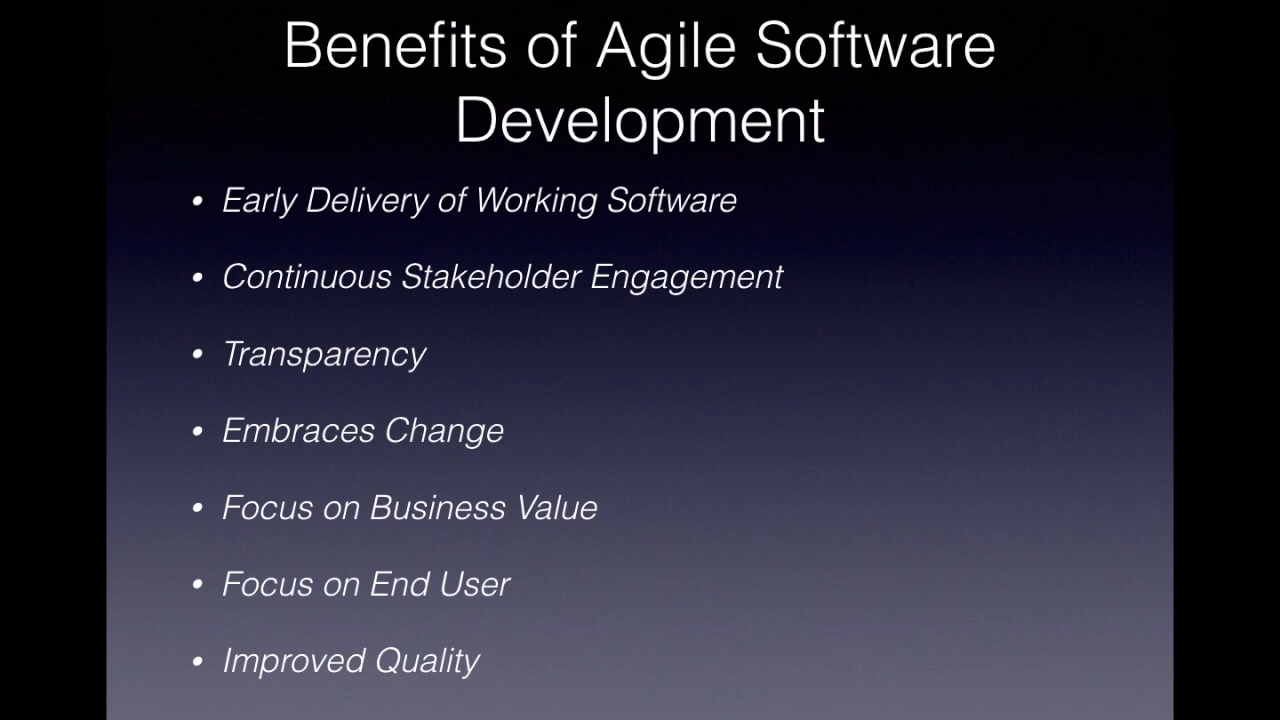 Benefits of Agile Software
Development
• Early Delivery of Working Software
• Continuous Stakeholder Engagement
• Transparency
• Embraces Change
• Focus on Business Value
• Focus on End User
• Improved Quality